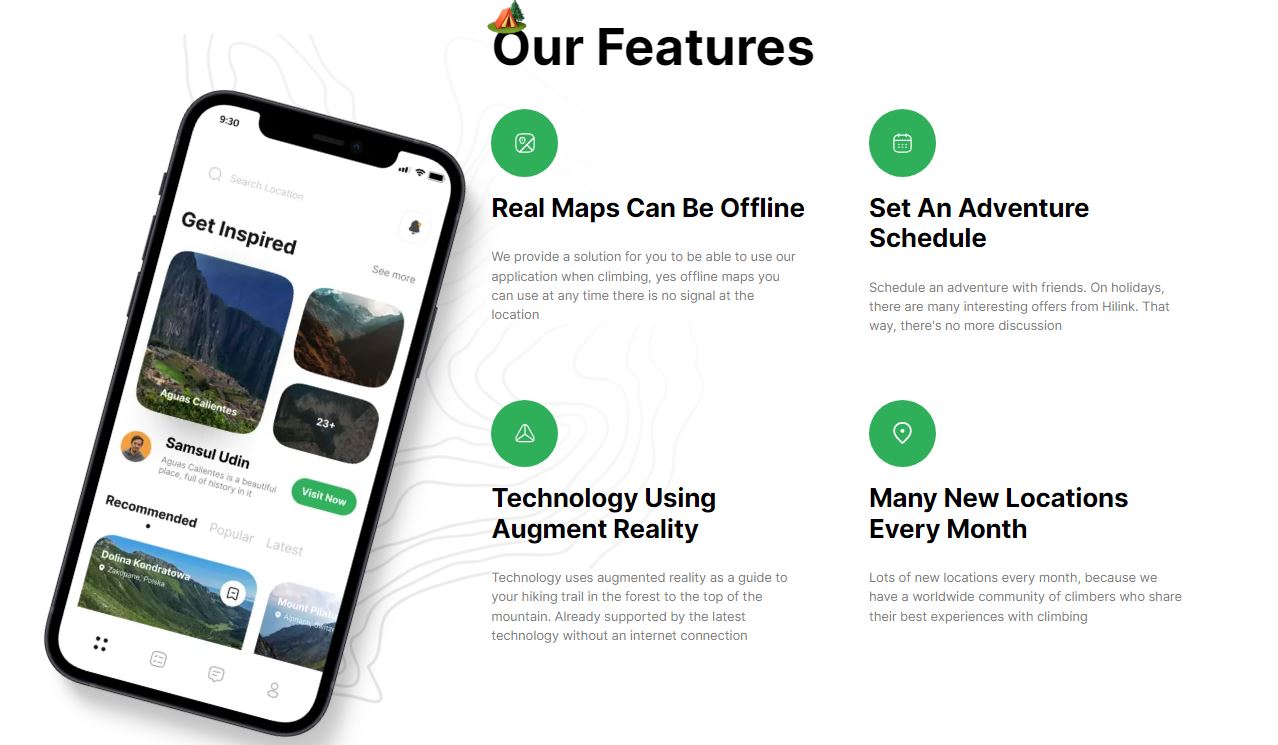 Our Features
9:30
Search Location
Get Inspired
See more
Aguas Calientes
23+
Samsul Udin
Aguas Calientes is a beautiful
place, full of history in it
Visit Now
Recommended
Popular
Latest
Dolina Kondratowa
Zakopane, Polska
Mount Pilatu
Real Maps Can Be Offline
We provide a solution for you to be able to use our
application when climbing, yes offline maps you
can use at any time there is no signal at the
location
Set An Adventure
Schedule
Schedule an adventure with friends. On holidays,
there are many interesting offers from Hilink. That
way, there's no more discussion
Technology Using
Augment Reality
Technology uses augmented reality as a guide to
your hiking trail in the forest to the top of the
mountain. Already supported by the latest
technology without an internet connection
Many New Locations
Every Month
Lots of new locations every month, because we
have a worldwide community of climbers who share
their best experiences with climbing